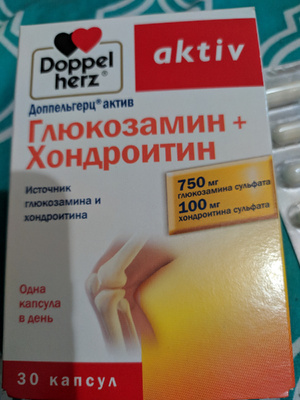 Doppel
herz®
aktiv
Доппельгерц® актив
Глюкозамин +
Хондроитин
Источник
глюкозамина и
хондроитина
750 мг
глюкозамина сульфата
100 мг
хондроитина сульфата
Одна
капсула
в день
30 капсул